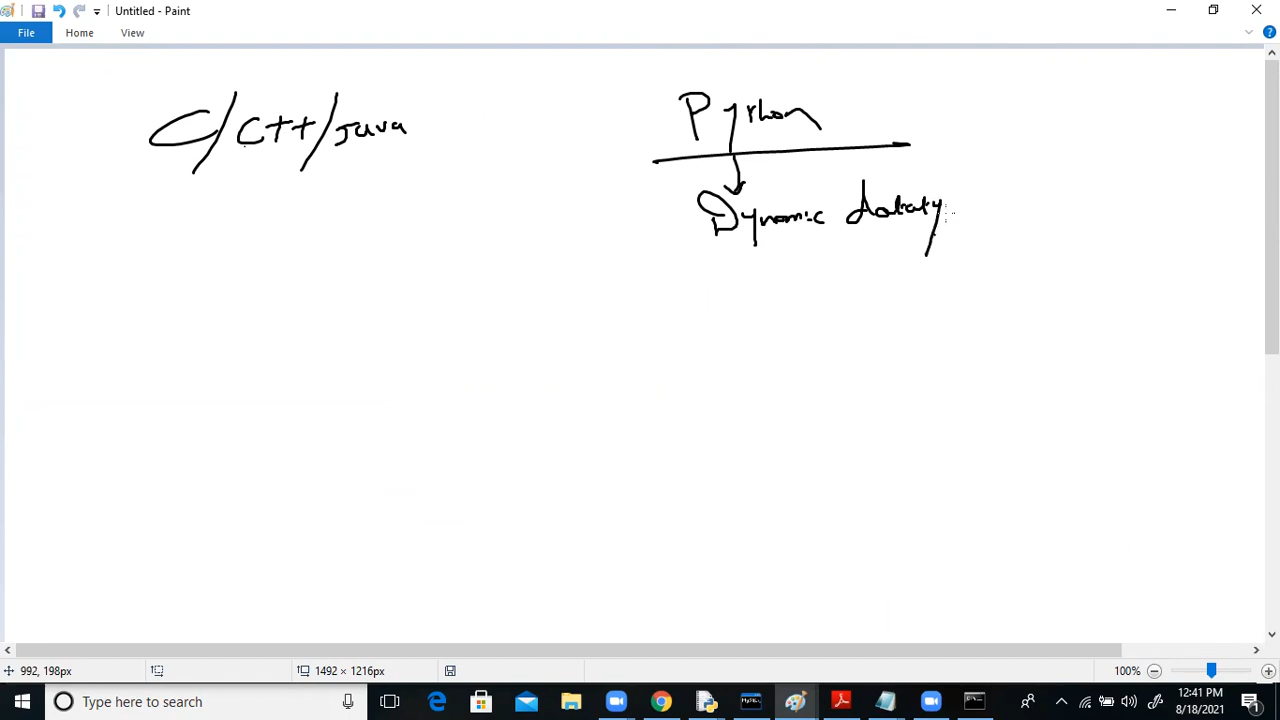 Untitled - Paint
File Home View
C/C++/Java
Python
Dynamic dataty
992, 198px
1492 × 1216px
100%
Type here to search
12:41 PM
8/18/2021